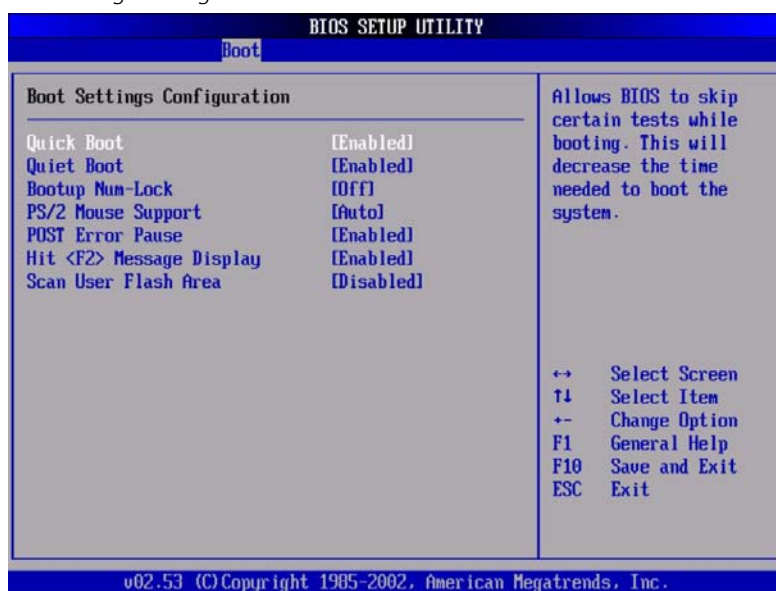 BIOS SETUP UTILITY
Boot
Boot Settings Configuration
Quick Boot [Enabled]
Quiet Boot [Enabled]
Bootup Num-Lock [Off]
PS/2 Mouse Support [Auto]
POST Error Pause [Enabled]
Hit <F2> Message Display [Enabled]
Scan User Flash Area [Disabled]
Allows BIOS to skip
certain tests while
booting. This will
decrease the time
needed to boot the
system.
↔ Select Screen
↑↓ Select Item
+- Change Option
F1 General Help
F10 Save and Exit
ESC Exit
v02.53 (C)Copyright 1985-2002, American Megatrends, Inc.